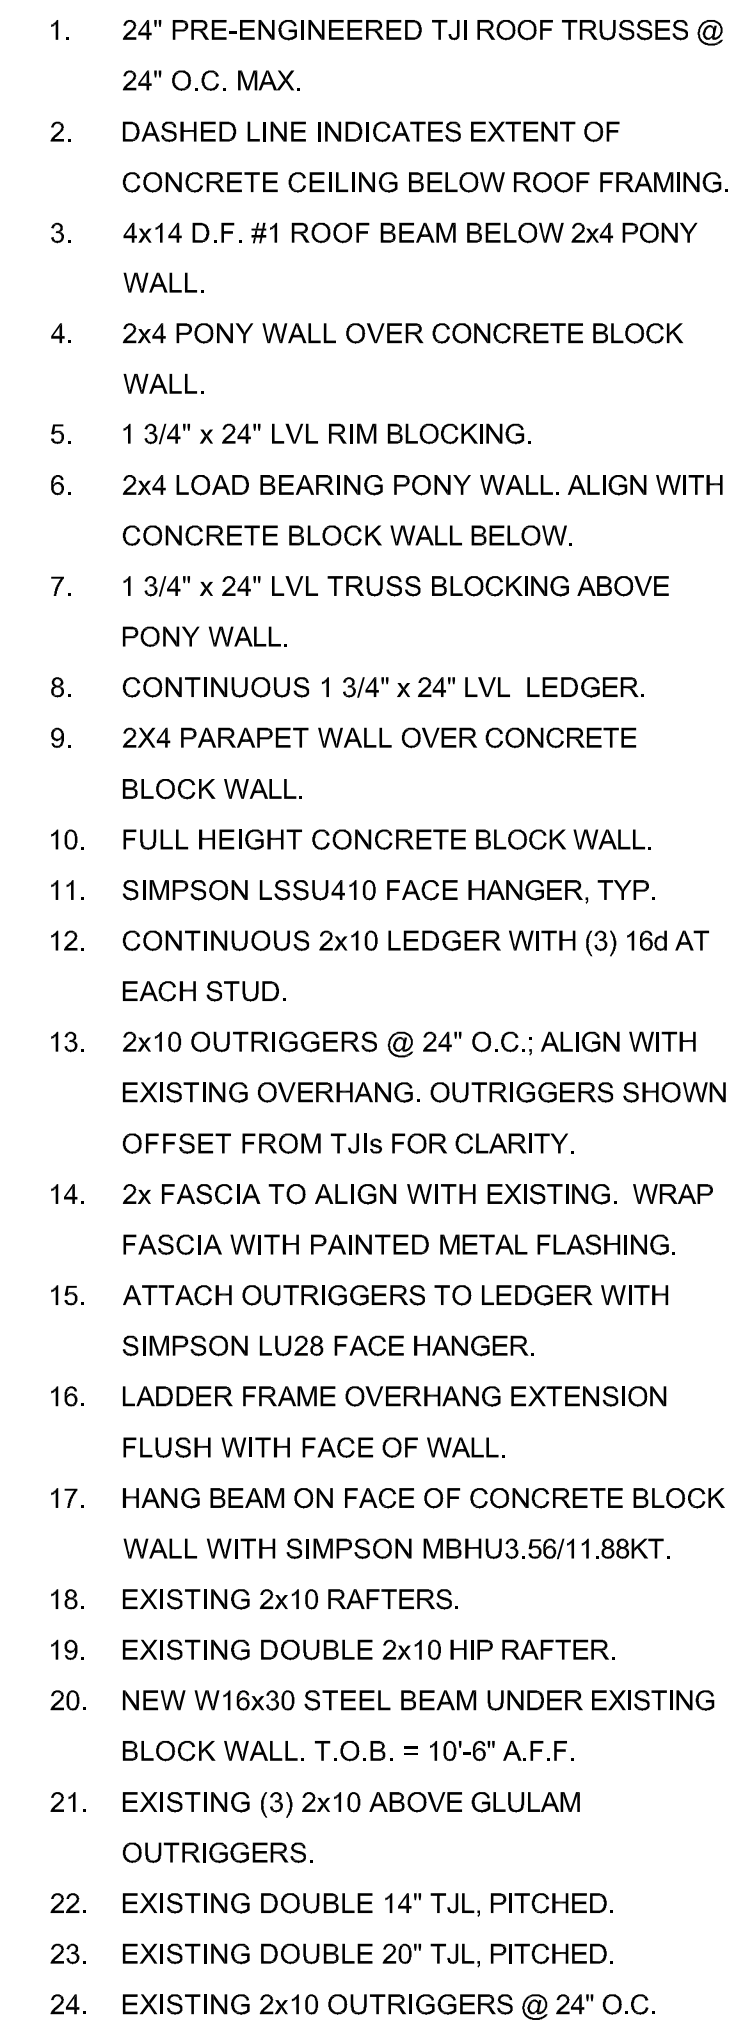 1. 24" PRE-ENGINEERED TJI ROOF TRUSSES @
24" O.C. MAX.
2. DASHED LINE INDICATES EXTENT OF
CONCRETE CEILING BELOW ROOF FRAMING.
3. 4x14 D.F. #1 ROOF BEAM BELOW 2x4 PONY
WALL.
4. 2x4 PONY WALL OVER CONCRETE BLOCK
WALL.
5. 1 3/4" x 24" LVL RIM BLOCKING.
6. 2x4 LOAD BEARING PONY WALL. ALIGN WITH
CONCRETE BLOCK WALL BELOW.
7. 1 3/4" x 24" LVL TRUSS BLOCKING ABOVE
PONY WALL.
8. CONTINUOUS 1 3/4" x 24" LVL  LEDGER.
9. 2X4 PARAPET WALL OVER CONCRETE
BLOCK WALL.
10. FULL HEIGHT CONCRETE BLOCK WALL.
11. SIMPSON LSSU410 FACE HANGER, TYP.
12. CONTINUOUS 2x10 LEDGER WITH (3) 16d AT
EACH STUD.
13. 2x10 OUTRIGGERS @ 24" O.C.; ALIGN WITH
EXISTING OVERHANG. OUTRIGGERS SHOWN
OFFSET FROM TJIs FOR CLARITY.
14. 2x FASCIA TO ALIGN WITH EXISTING.  WRAP
FASCIA WITH PAINTED METAL FLASHING.
15. ATTACH OUTRIGGERS TO LEDGER WITH
SIMPSON LU28 FACE HANGER.
16. LADDER FRAME OVERHANG EXTENSION
FLUSH WITH FACE OF WALL.
17. HANG BEAM ON FACE OF CONCRETE BLOCK
WALL WITH SIMPSON MBHU3.56/11.88KT.
18. EXISTING 2x10 RAFTERS.
19. EXISTING DOUBLE 2x10 HIP RAFTER.
20. NEW W16x30 STEEL BEAM UNDER EXISTING
BLOCK WALL. T.O.B. = 10'-6" A.F.F.
21. EXISTING (3) 2x10 ABOVE GLULAM
OUTRIGGERS.
22. EXISTING DOUBLE 14" TJL, PITCHED.
23. EXISTING DOUBLE 20" TJL, PITCHED.
24. EXISTING 2x10 OUTRIGGERS @ 24" O.C.